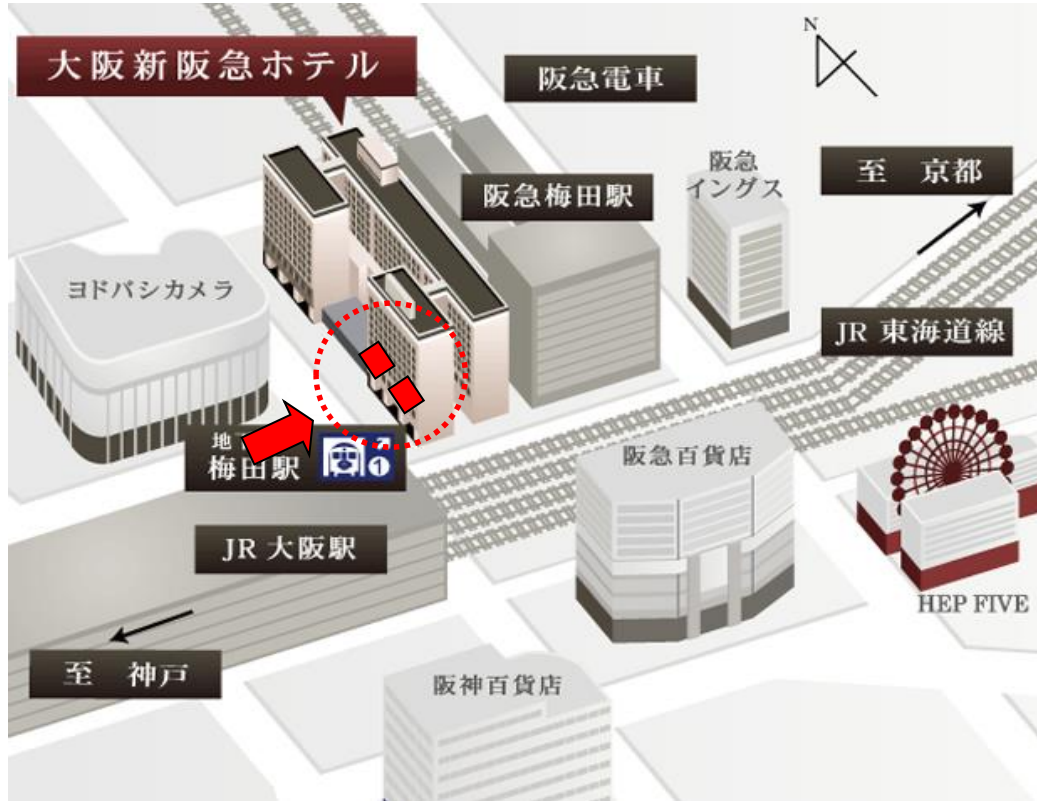 大阪新阪急ホテル
阪急電車
N
阪急
イングス
至 京都
阪急梅田駅
ヨドバシカメラ
JR 東海道線
地
梅田駅
1
阪急百貨店
JR 大阪駅
HEP FIVE
至 神戸
阪神百貨店